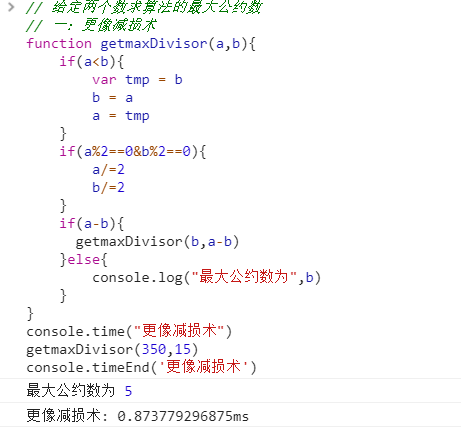 // 给定两个数求算法的最大公约数
// 一: 更像减损术
function getmaxDivisor(a,b){
    if(a<b){
        var tmp = b
        b = a
        a = tmp
    }
    if(a%2==0&b%2==0){
        a/=2
        b/=2
    }
    if(a-b){
      getmaxDivisor(b,a-b)
    }else{
        console.log("最大公约数为",b)
    }
}
console.time("更像减损术")
getmaxDivisor(350,15)
console.timeEnd('更像减损术')
最大公约数为 5
更像减损术: 0.873779296875ms